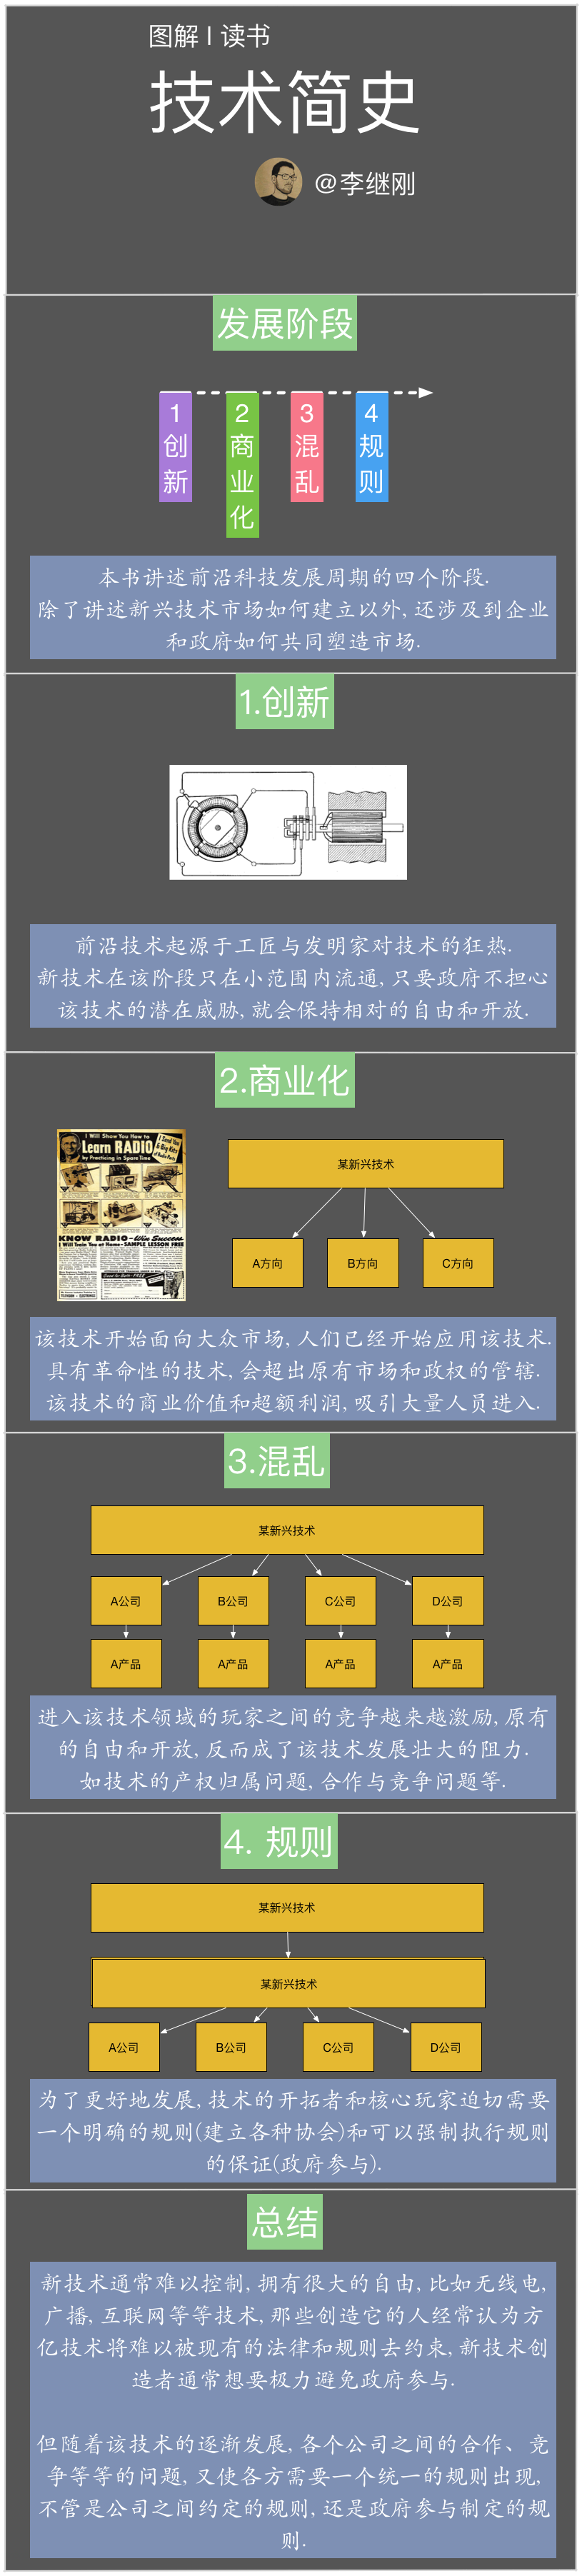 图解 | 读书
技术简史
@李继刚
发展阶段
1
创
新
2
商
业
化
3
混
乱
4
规
则
本书讲述前沿科技发展周期的四个阶段.
除了讲述新兴技术市场如何建立以外, 还涉及到企业
和政府如何共同塑造市场.
1.创新
前沿技术起源于工匠与发明家对技术的狂热.
新技术在该阶段只在小范围内流通, 只要政府不担心
该技术的潜在威胁, 就会保持相对的自由和开放.
2.商业化
I Will Show You How to
Learn RADIO
by Practicing in Spare Time
I Send You
6 Big Kits
of Radio Parts
KNOW RADIO - Win Success
I Will Train You at Home - SAMPLE LESSON FREE
某新兴技术
A方向
B方向
C方向
该技术开始面向大众市场, 人们已经开始应用该技术.
具有革命性的技术, 会超出原有市场和政权的管辖.
该技术的商业价值和超额利润, 吸引大量人员进入.
3.混乱
某新兴技术
A公司
B公司
C公司
D公司
A产品
A产品
A产品
A产品
进入该技术领域的玩家之间的竞争越来越激励, 原有
的自由和开放, 反而成了该技术发展壮大的阻力.
如技术的产权归属问题, 合作与竞争问题等.
4. 规则
某新兴技术
某新兴技术
A公司
B公司
C公司
D公司
为了更好地发展, 技术的开拓者和核心玩家迫切需要
一个明确的规则(建立各种协会)和可以强制执行规则
的保证(政府参与).
总结
新技术通常难以控制, 拥有很大的自由, 比如无线电,
广播, 互联网等等技术, 那些创造它的人经常认为方
亿技术将难以被现有的法律和规则去约束, 新技术创
造者通常想要极力避免政府参与.
但随着该技术的逐渐发展, 各个公司之间的合作、竞
争等等的问题, 又使各方需要一个统一的规则出现,
不管是公司之间约定的规则, 还是政府参与制定的规
则.